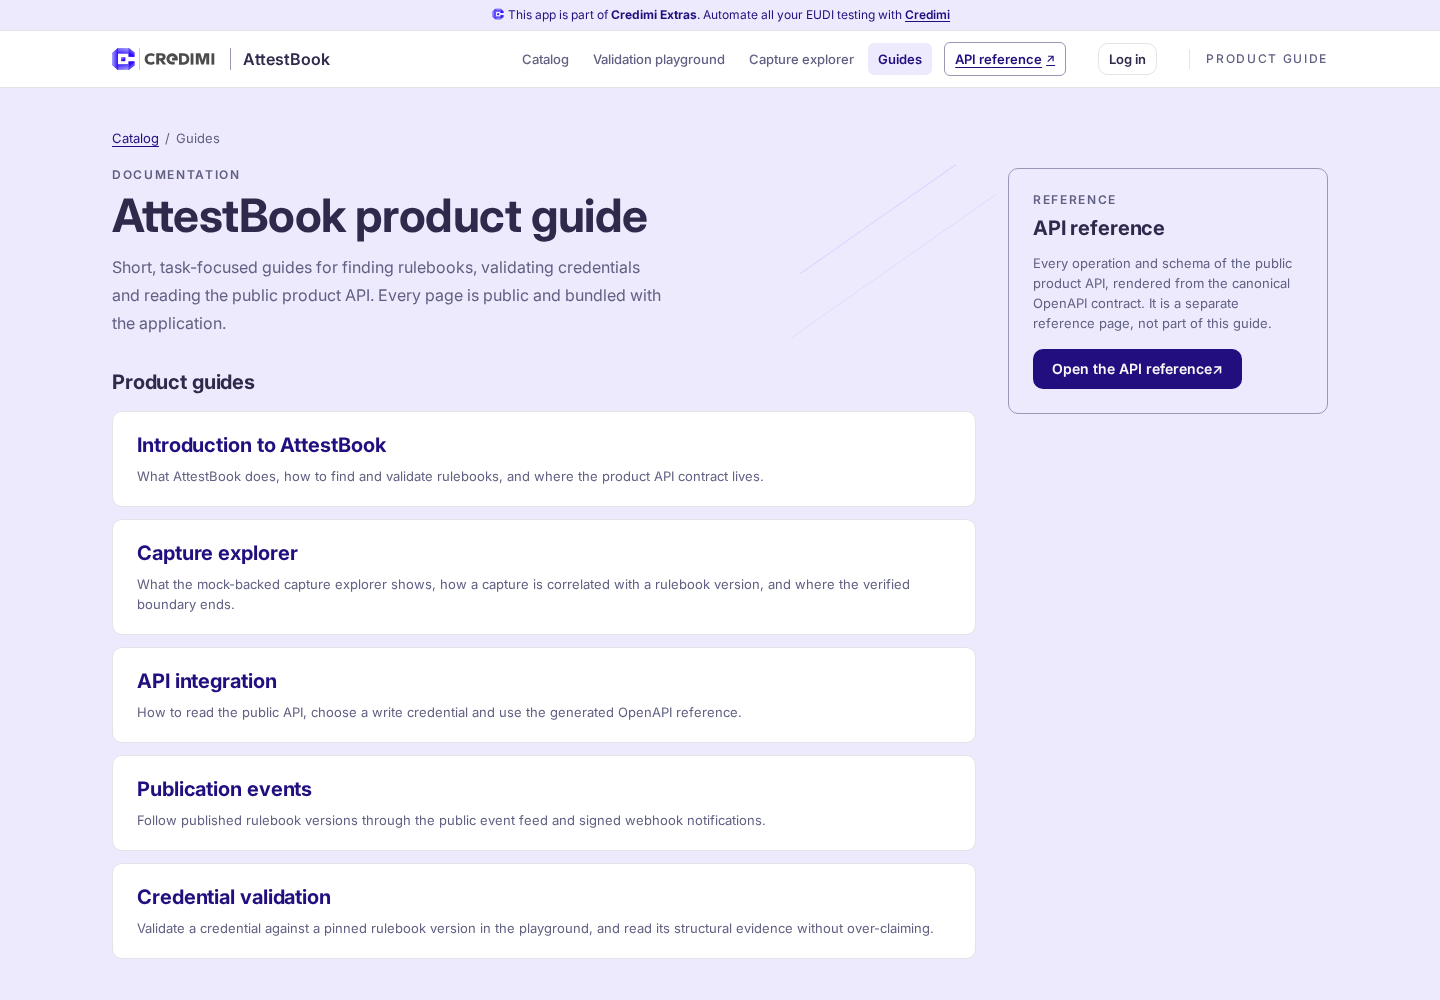 This app is part of Credimi Extras. Automate all your EUDI testing with Credimi
CREDIMI
AttestBook
Catalog
Validation playground
Capture explorer
Guides
API reference ↗
Log in
PRODUCT GUIDE
Catalog / Guides
DOCUMENTATION
AttestBook product guide
Short, task-focused guides for finding rulebooks, validating credentials
and reading the public product API. Every page is public and bundled with
the application.
REFERENCE
API reference
Every operation and schema of the public
product API, rendered from the canonical
OpenAPI contract. It is a separate
reference page, not part of this guide.
Open the API reference↗
Product guides
Introduction to AttestBook
What AttestBook does, how to find and validate rulebooks, and where the product API contract lives.
Capture explorer
What the mock-backed capture explorer shows, how a capture is correlated with a rulebook version, and where the verified
boundary ends.
API integration
How to read the public API, choose a write credential and use the generated OpenAPI reference.
Publication events
Follow published rulebook versions through the public event feed and signed webhook notifications.
Credential validation
Validate a credential against a pinned rulebook version in the playground, and read its structural evidence without over-claiming.